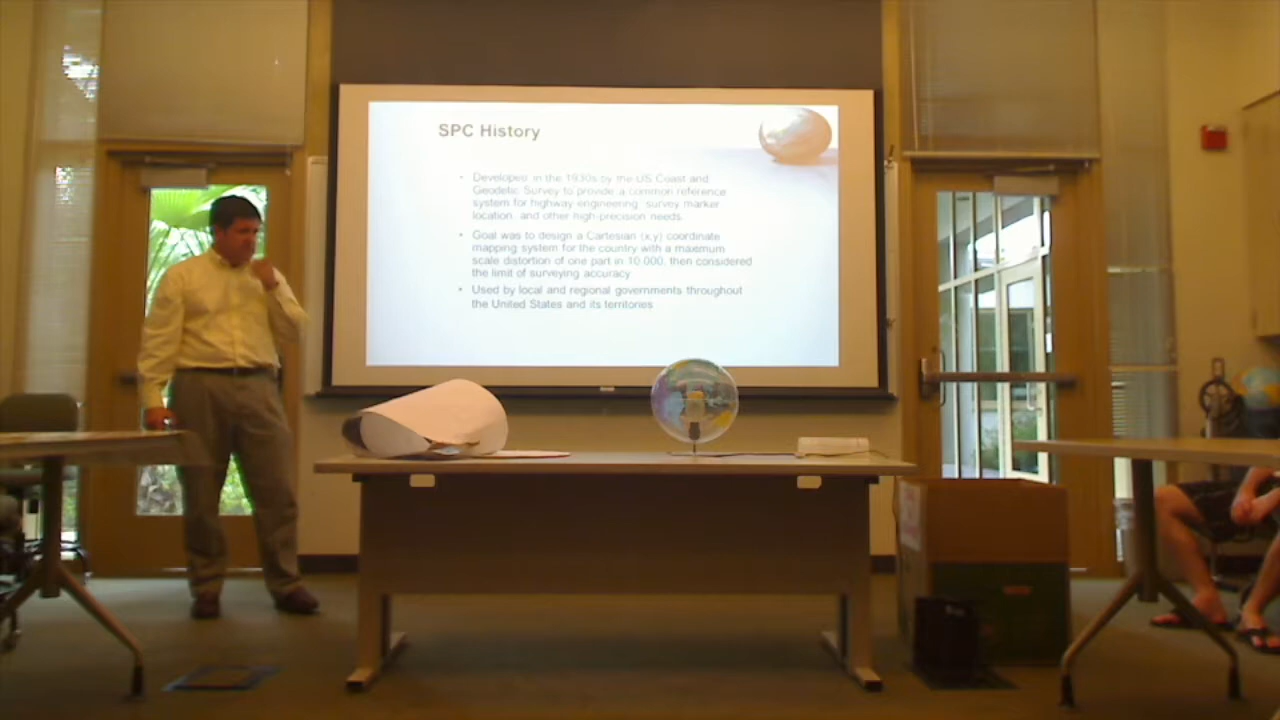 SPC History
• Developed in the 1930s by the US Coast and
Geodetic Survey to provide a common reference
system for highway engineering, survey marker
location, and other high-precision needs.
• Goal was to design a Cartesian (x,y) coordinate
mapping system for the country with a maximum
scale distortion of one part in 10,000, then considered
the limit of surveying accuracy
• Used by local and regional governments throughout
the United States and its territories